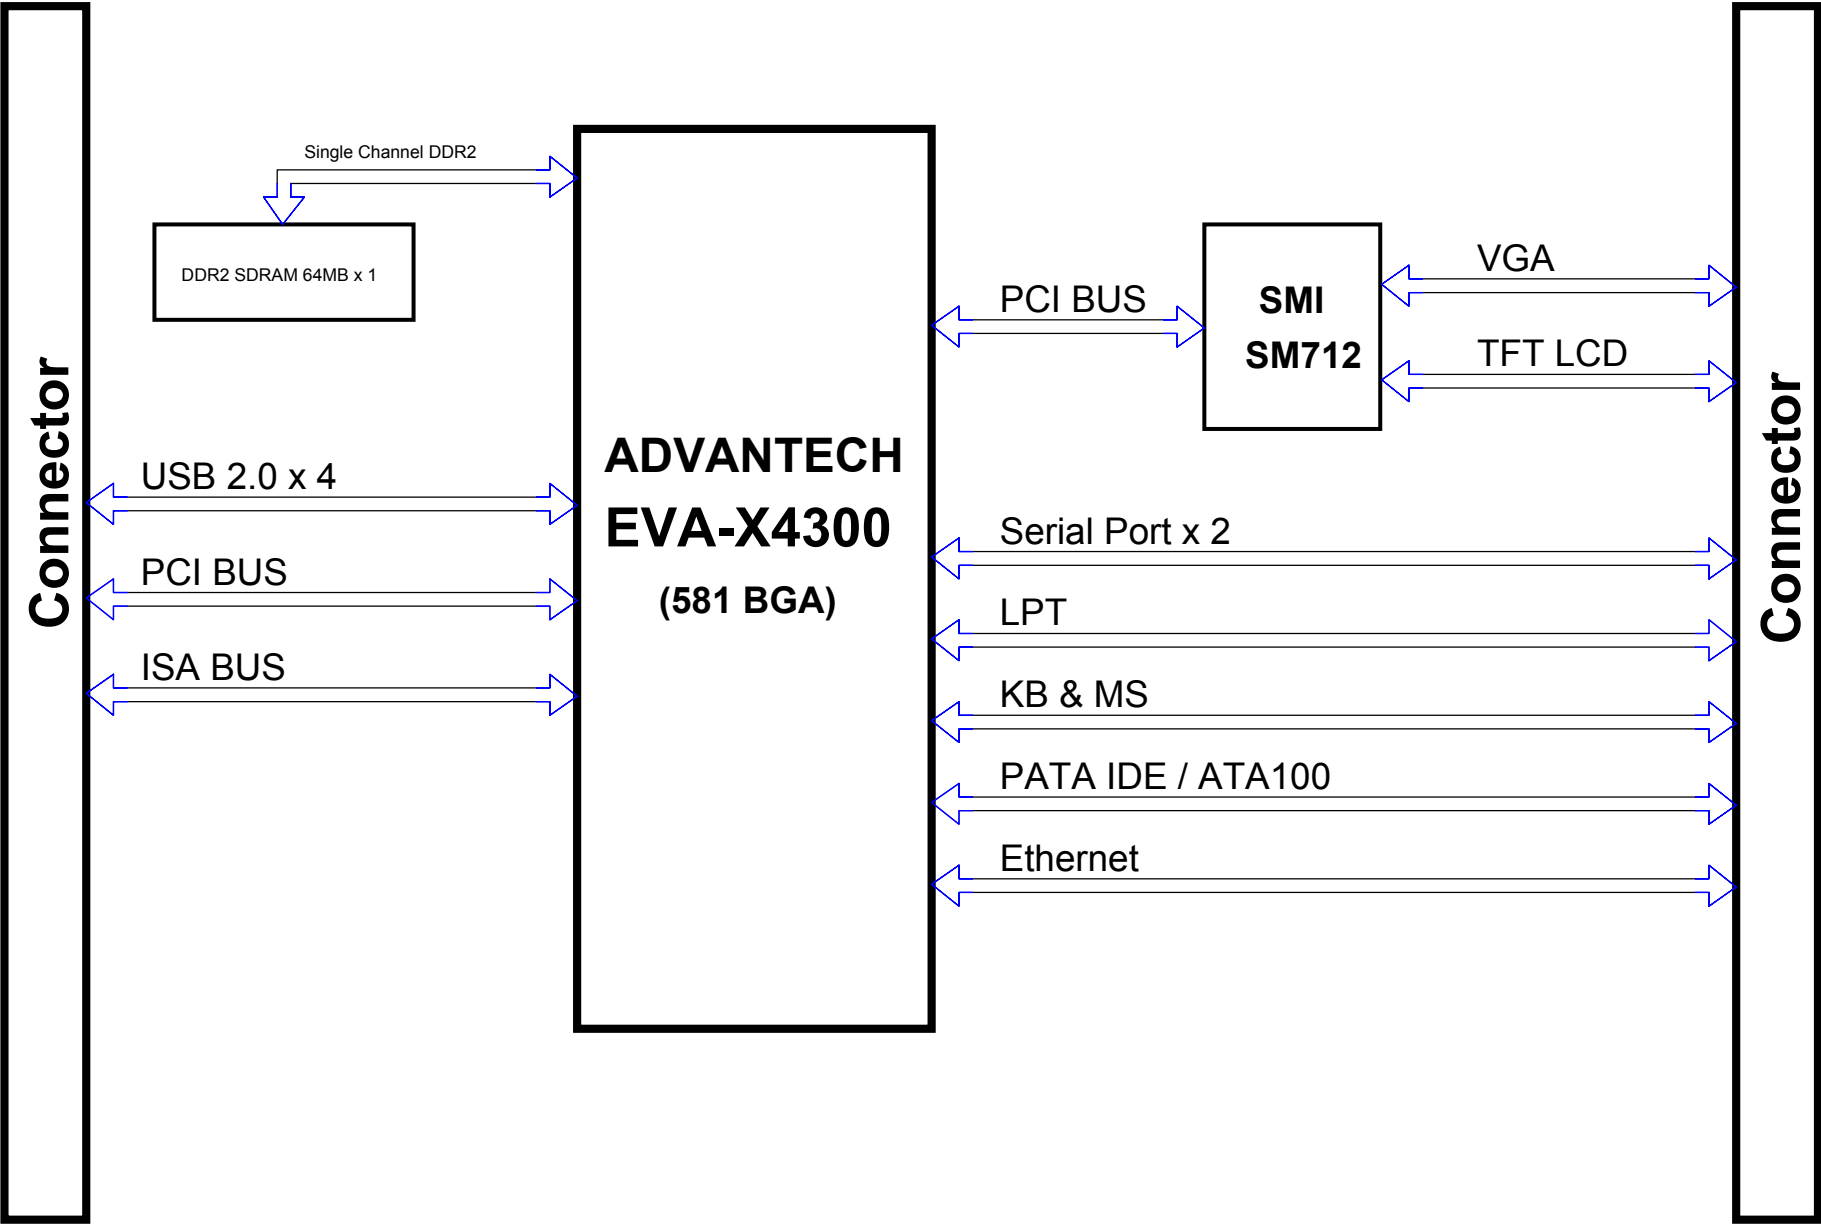 Connector
Single Channel DDR2
DDR2 SDRAM 64MB x 1
USB 2.0 x 4
PCI BUS
ISA BUS
ADVANTECH
EVA-X4300
(581 BGA)
PCI BUS
SMI
SM712
VGA
TFT LCD
Serial Port x 2
LPT
KB & MS
PATA IDE / ATA100
Ethernet
Connector